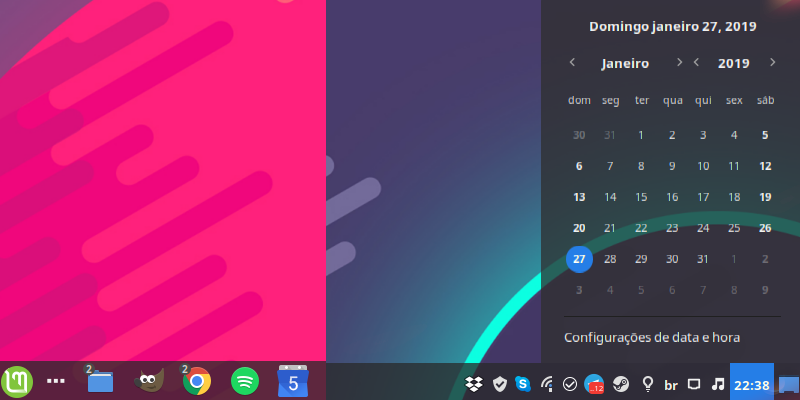 Domingo janeiro 27, 2019
Janeiro 2019
dom seg ter qua qui sex sáb
30 31 1 2 3 4 5
6 7 8 9 10 11 12
13 14 15 16 17 18 19
20 21 22 23 24 25 26
27 28 29 30 31 1 2
3 4 5 6 7 8 9
Configurações de data e hora
2 2 5 12 br 22:38